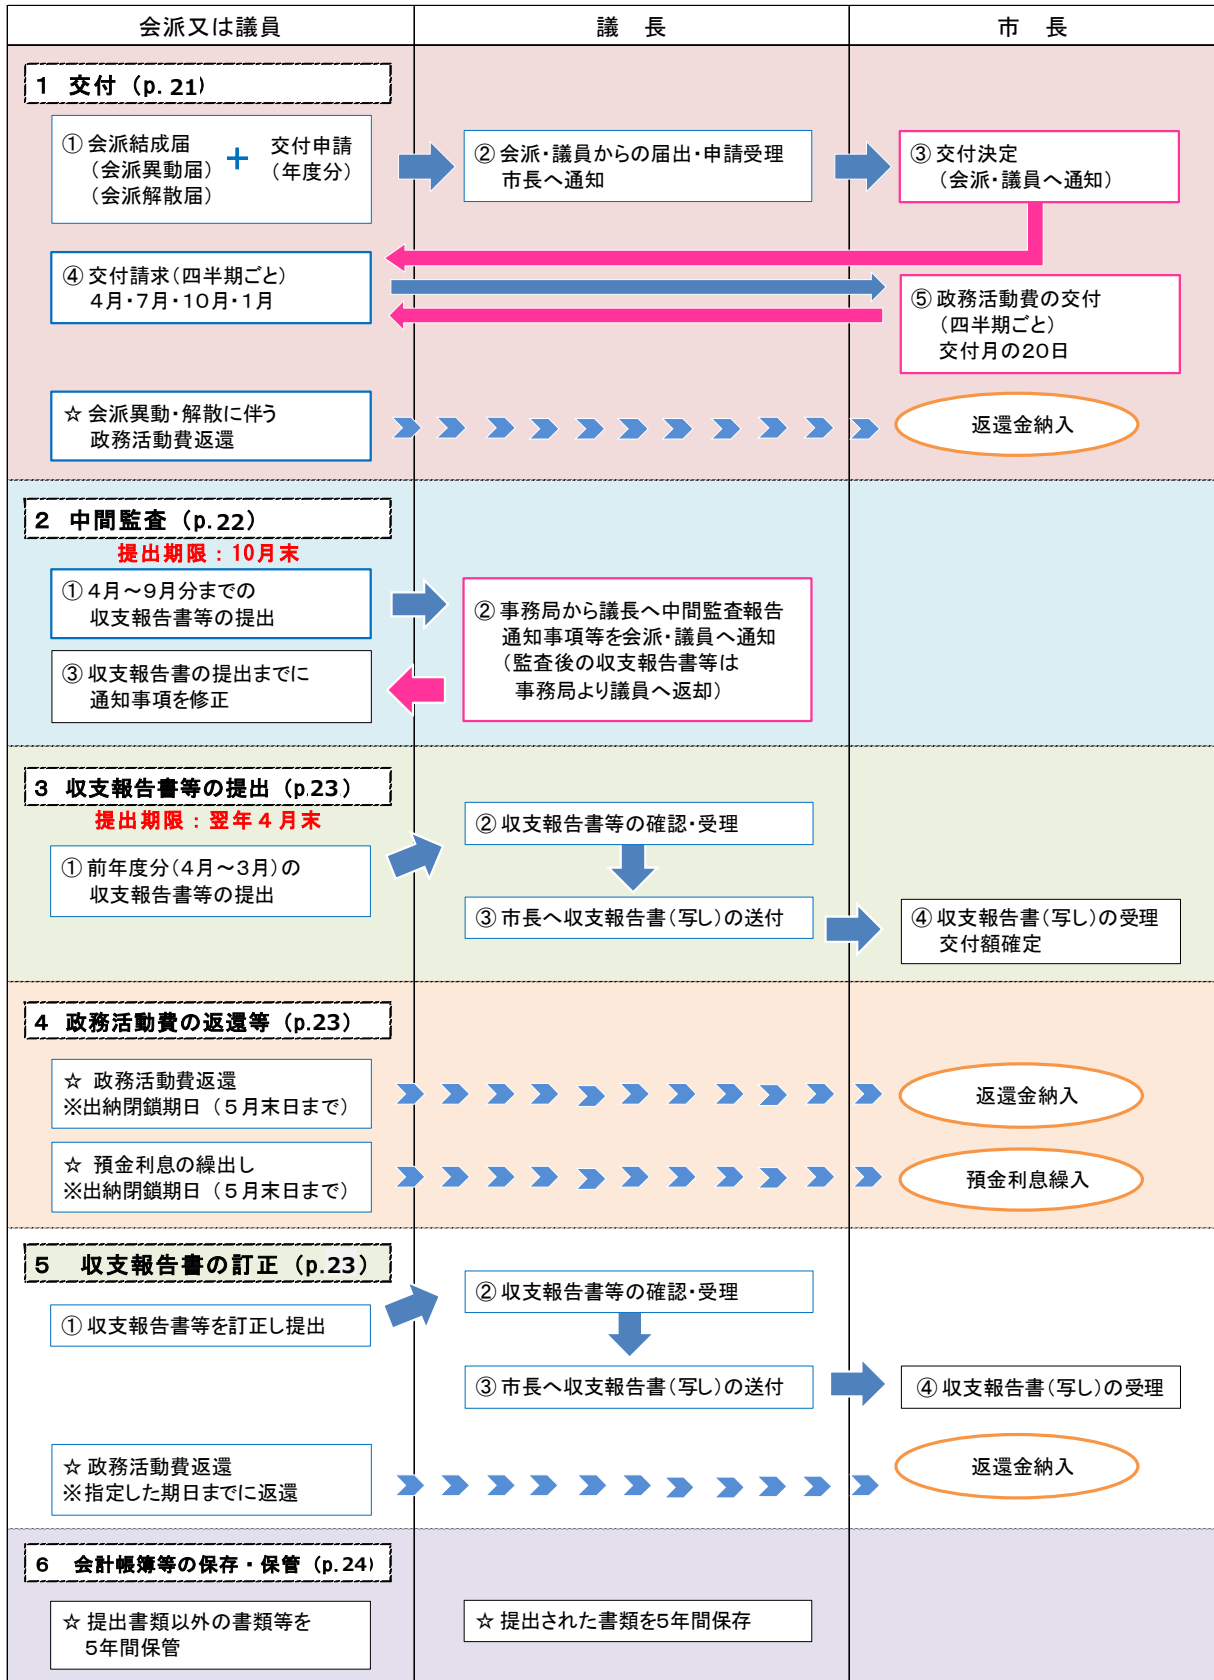 会派又は議員
議　長
市　長
1　交付（p. 21）
① 会派結成届
（会派異動届）
（会派解散届）
＋
交付申請
（年度分）
② 会派・議員からの届出・申請受理
市長へ通知
③ 交付決定
（会派・議員へ通知）
④ 交付請求（四半期ごと）
４月・７月・１０月・１月
⑤ 政務活動費の交付
（四半期ごと）
交付月の２０日
☆ 会派異動・解散に伴う
政務活動費返還
返還金納入
2　中間監査（p.22）
提出期限：10月末
① ４月～９月分までの
収支報告書等の提出
② 事務局から議長へ中間監査報告
通知事項等を会派・議員へ通知
（監査後の収支報告書等は
事務局より議員へ返却）
③ 収支報告書の提出までに
通知事項を修正
3　収支報告書等の提出（p.23）
提出期限：翌年４月末
① 前年度分（４月～３月）の
収支報告書等の提出
② 収支報告書等の確認・受理
③ 市長へ収支報告書（写し）の送付
④ 収支報告書（写し）の受理
交付額確定
4　政務活動費の返還等（p.23）
☆ 政務活動費返還
※出納閉鎖期日（５月末日まで）
返還金納入
☆ 預金利息の繰出し
※出納閉鎖期日（５月末日まで）
預金利息繰入
5　収支報告書の訂正（p.23）
① 収支報告書等を訂正し提出
② 収支報告書等の確認・受理
③ 市長へ収支報告書（写し）の送付
④ 収支報告書（写し）の受理
☆ 政務活動費返還
※指定した期日までに返還
返還金納入
6　会計帳簿等の保存・保管（p.24）
☆ 提出書類以外の書類等を
５年間保管
☆ 提出された書類を５年間保存